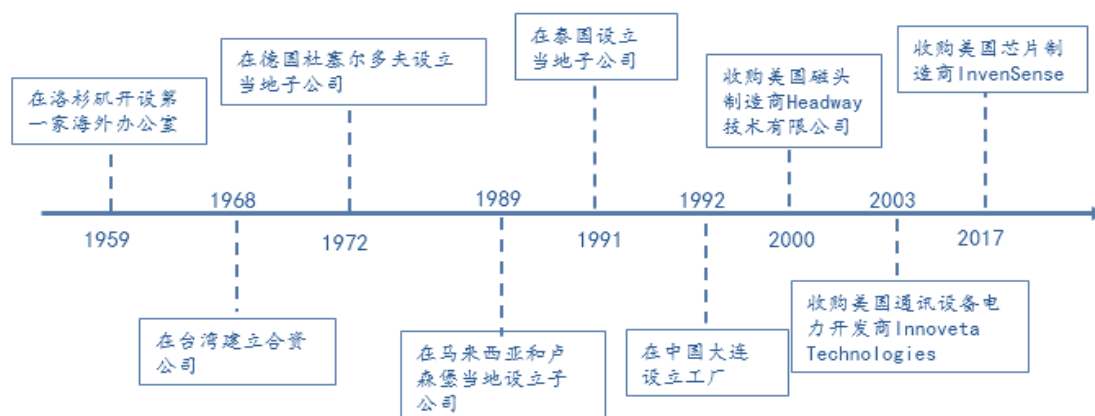 在洛杉矶开设第
一家海外办公室
在德国杜塞尔多夫设立
当地子公司
在泰国设立
当地子公司
收购美国磁头
制造商Headway
技术有限公司
收购美国芯片制
造商InvenSense
1968
1989
1992
2003
1959
1972
1991
2000
2017
在台湾建立合资
公司
在马来西亚和卢
森堡当地设立子
公司
在中国大连
设立工厂
收购美国通讯设备电
力开发商Innoveta
Technologies